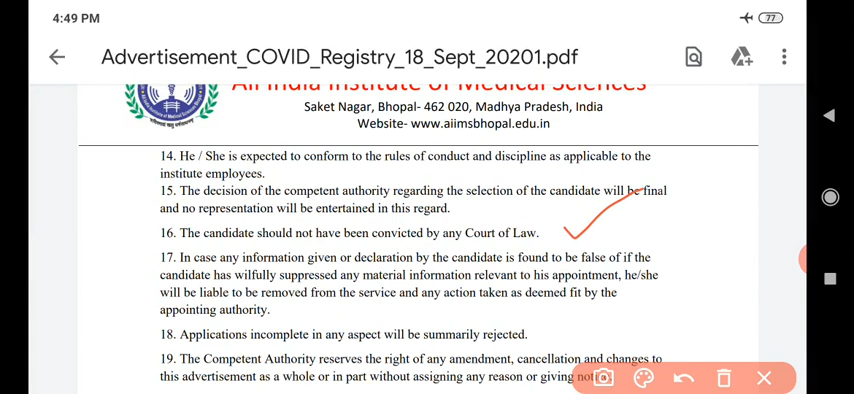 4:49 PM
77
Advertisement_COVID_Registry_18_Sept_20201.pdf
All India Institute of Medical Sciences
Saket Nagar, Bhopal- 462 020, Madhya Pradesh, India
Website- www.aiimsbhopal.edu.in
14. He / She is expected to conform to the rules of conduct and discipline as applicable to the
institute employees.
15. The decision of the competent authority regarding the selection of the candidate will be final
and no representation will be entertained in this regard.
16. The candidate should not have been convicted by any Court of Law.
17. In case any information given or declaration by the candidate is found to be false of if the
candidate has wilfully suppressed any material information relevant to his appointment, he/she
will be liable to be removed from the service and any action taken as deemed fit by the
appointing authority.
18. Applications incomplete in any aspect will be summarily rejected.
19. The Competent Authority reserves the right of any amendment, cancellation and changes to
this advertisement as a whole or in part without assigning any reason or giving